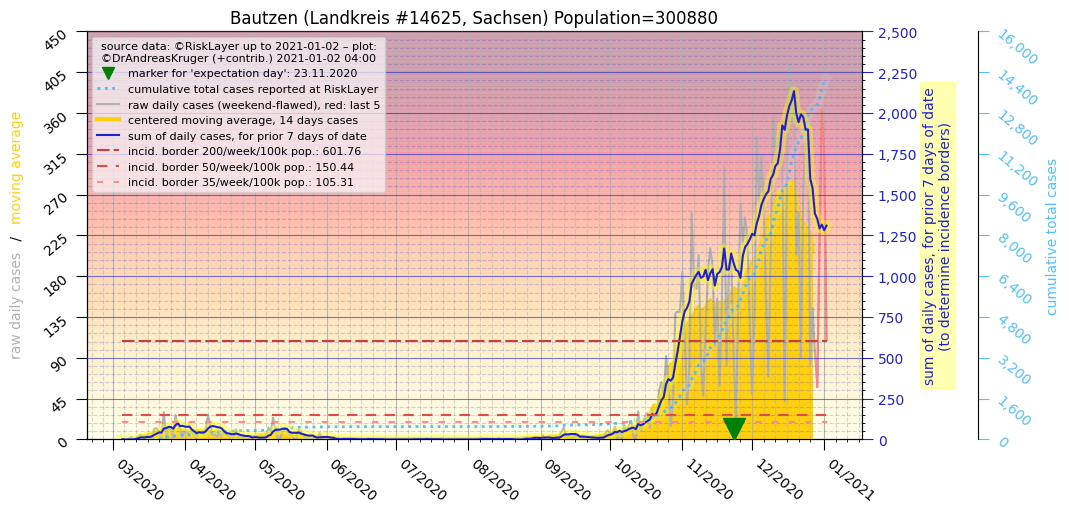 Bautzen (Landkreis #14625, Sachsen) Population=300880
source data: ©RiskLayer up to 2021-01-02 – plot:
©DrAndreasKruger (+contrib.) 2021-01-02 04:00
marker for 'expectation day': 23.11.2020
cumulative total cases reported at RiskLayer
raw daily cases (weekend-flawed), red: last 5
centered moving average, 14 days cases
sum of daily cases, for prior 7 days of date
incid. border 200/week/100k pop.: 601.76
incid. border 50/week/100k pop.: 150.44
incid. border 35/week/100k pop.: 105.31
raw daily cases / moving average
450
405
360
315
270
225
180
135
90
45
0
03/2020
04/2020
05/2020
06/2020
07/2020
08/2020
09/2020
10/2020
11/2020
12/2020
01/2021
2,500
2,250
2,000
1,750
1,500
1,250
1,000
750
500
250
0
sum of daily cases, for prior 7 days of date
(to determine incidence borders)
16,000
14,400
12,800
11,200
9,600
8,000
6,400
4,800
3,200
1,600
0
cumulative total cases